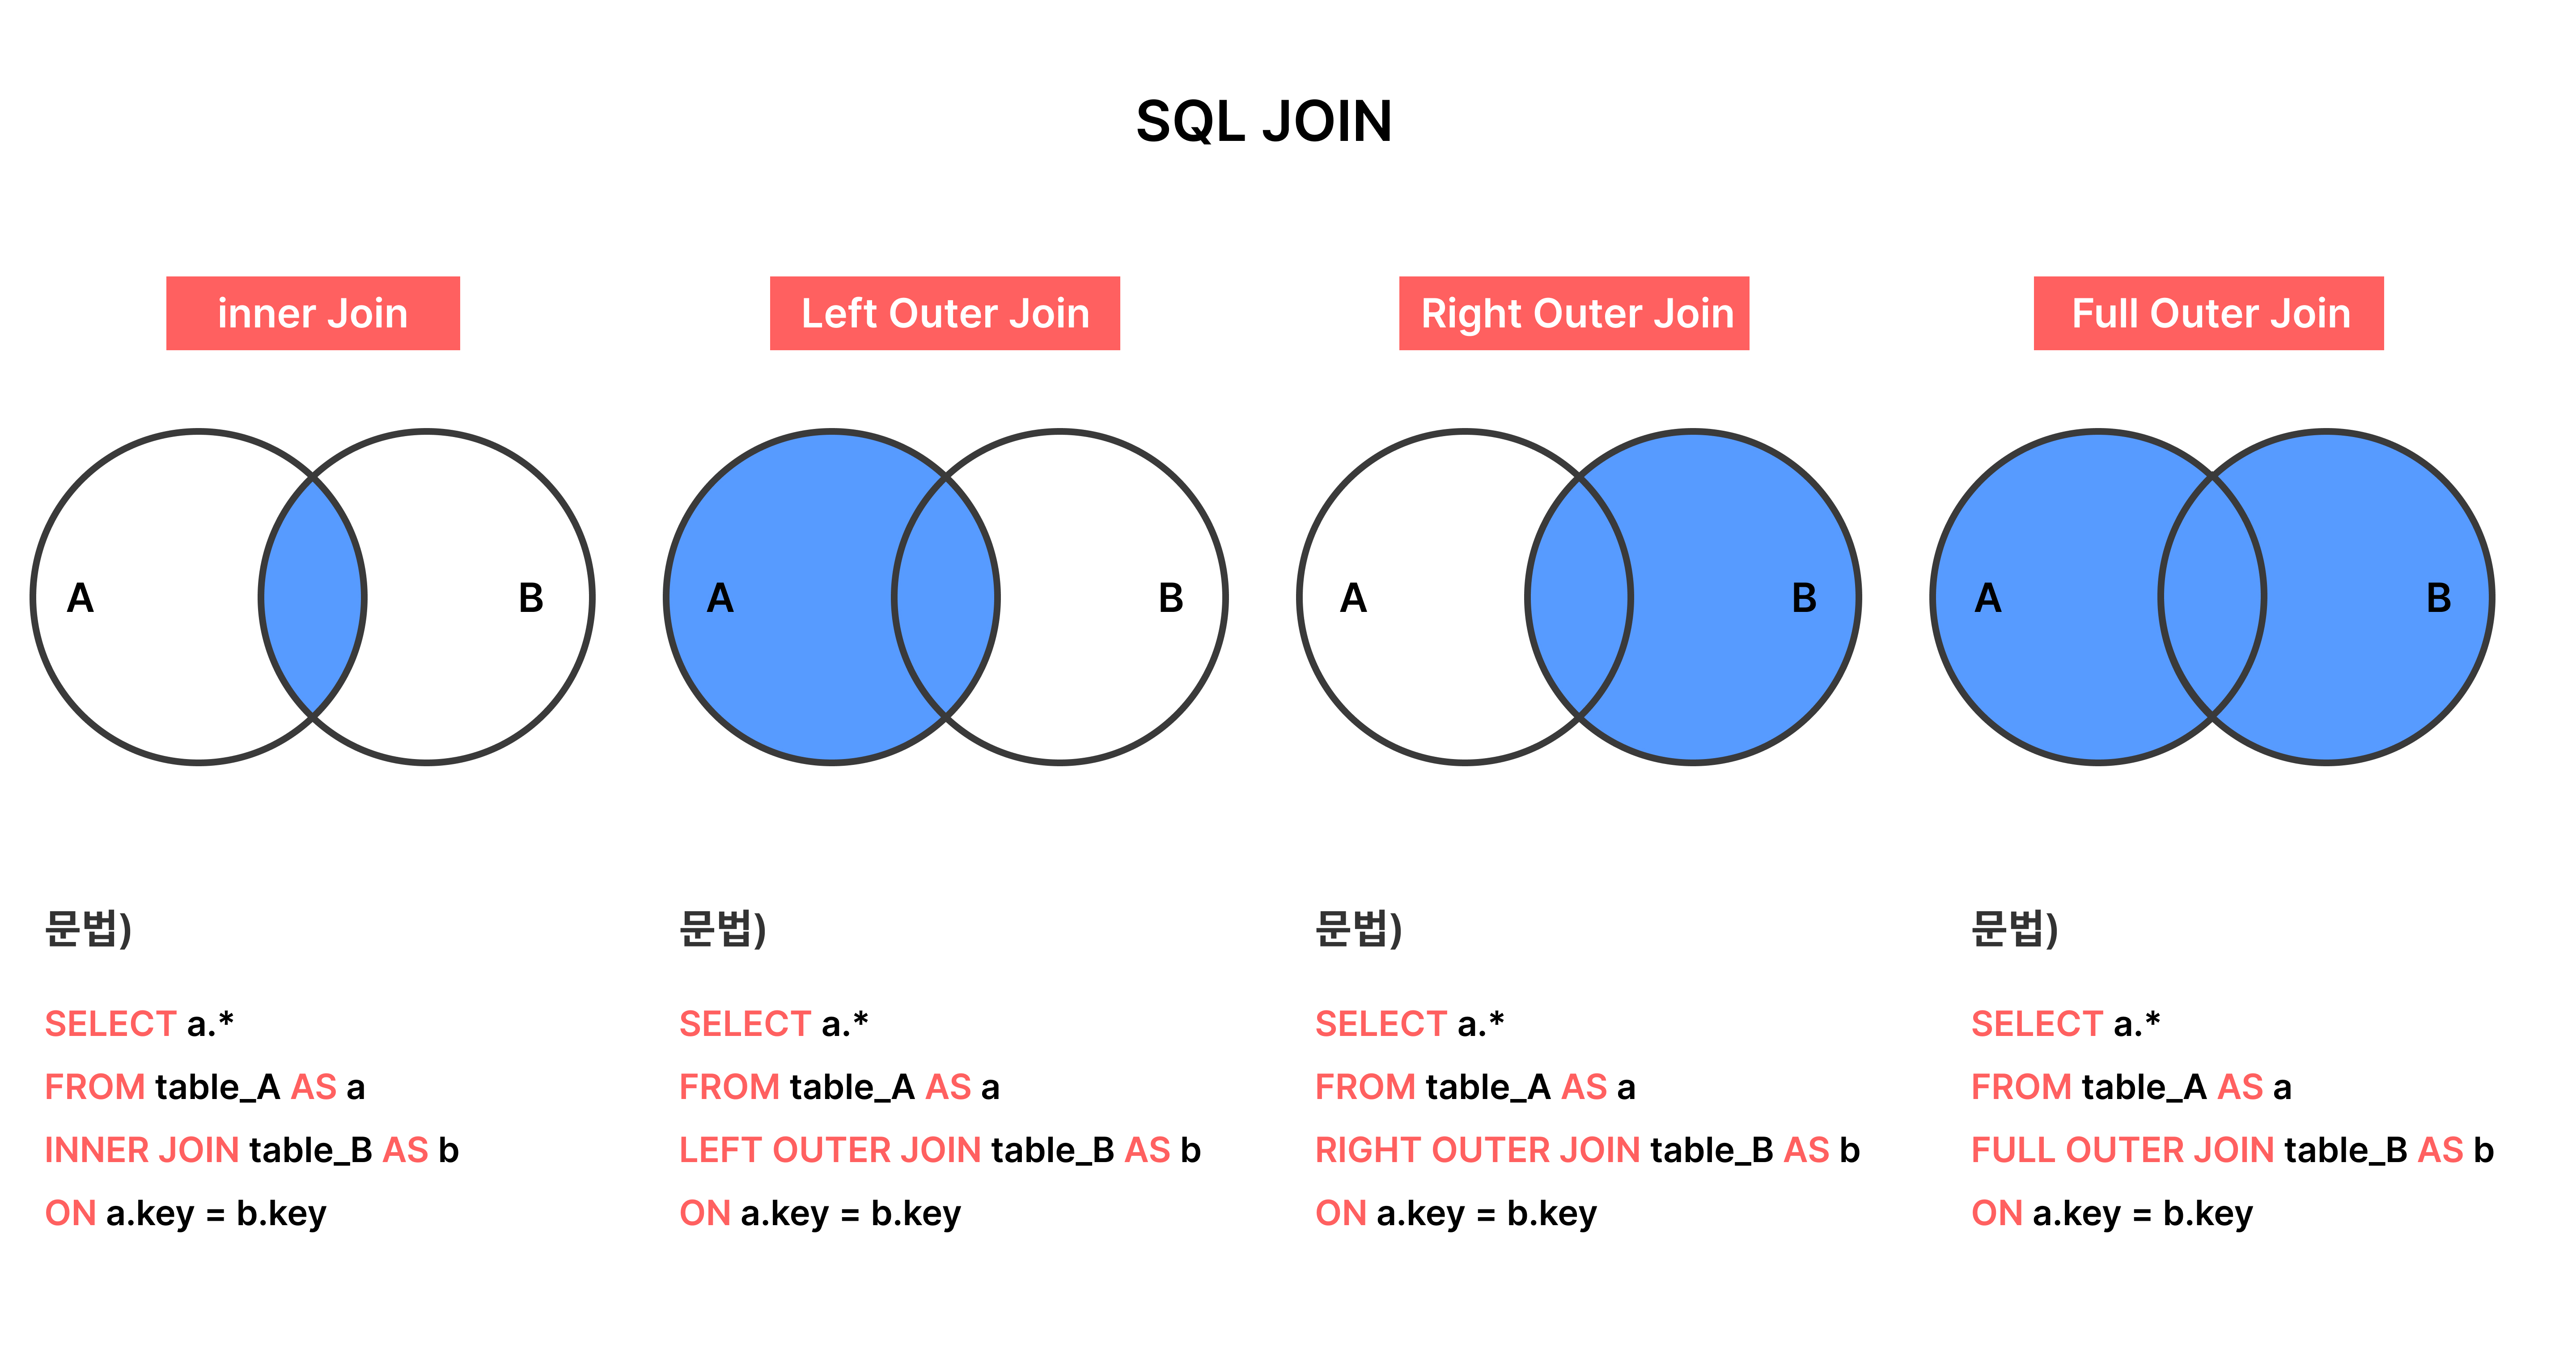 SQL JOIN
inner Join
Left Outer Join
Right Outer Join
Full Outer Join
A
B
A
B
A
B
A
B
문법)
SELECT a.*
FROM table_A AS a
INNER JOIN table_B AS b
ON a.key = b.key
문법)
SELECT a.*
FROM table_A AS a
LEFT OUTER JOIN table_B AS b
ON a.key = b.key
문법)
SELECT a.*
FROM table_A AS a
RIGHT OUTER JOIN table_B AS b
ON a.key = b.key
문법)
SELECT a.*
FROM table_A AS a
FULL OUTER JOIN table_B AS b
ON a.key = b.key